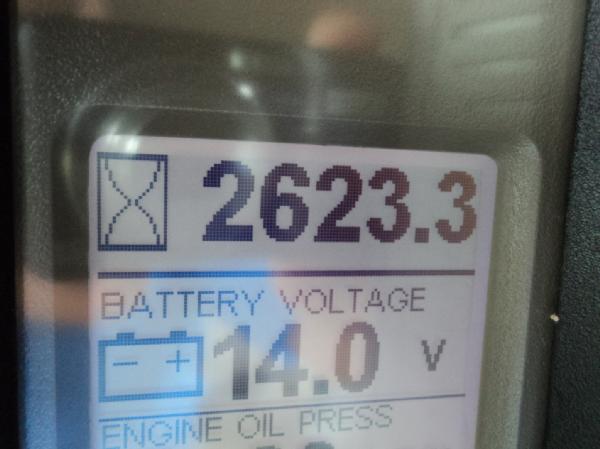 2623.3
BATTERY VOLTAGE
- + 14.0 V
ENGINE OIL PRESS